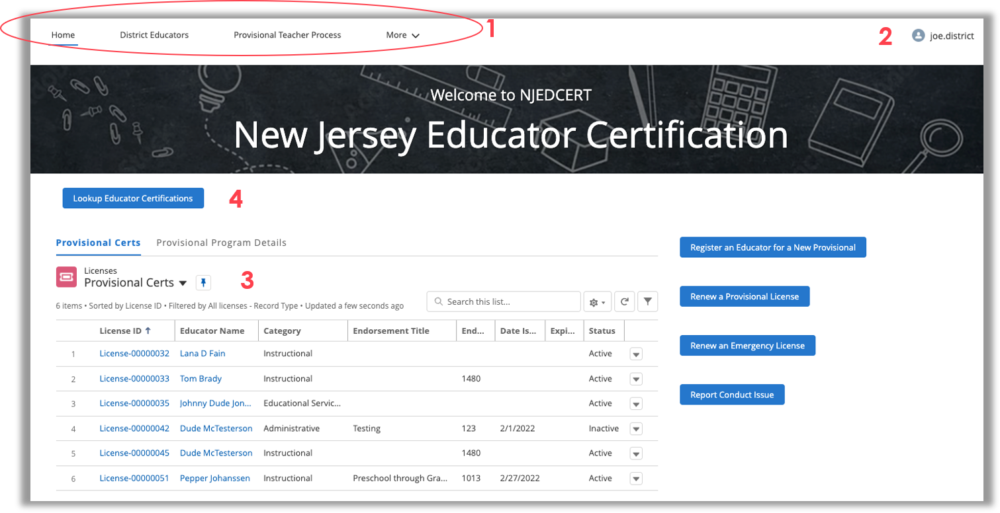 Home District Educators Provisional Teacher Process More 1
2 joe.district
Welcome to NJEDCERT
New Jersey Educator Certification
Lookup Educator Certifications 4
Provisional Certs Provisional Program Details
Register an Educator for a New Provisional
Licenses
Provisional Certs 3
Renew a Provisional License
6 items • Sorted by License ID • Filtered by All licenses - Record Type • Updated a few seconds ago Search this list...
License ID ↑ Educator Name Category Endorsement Title End... Date Is... Expi... Status
Renew an Emergency License
1 License-00000032 Lana D Fain Instructional Active
2 License-00000033 Tom Brady Instructional 1480 Active
Report Conduct Issue
3 License-00000035 Johnny Dude Jon... Educational Servic... Active
4 License-00000042 Dude McTesterson Administrative Testing 123 2/1/2022 Inactive
5 License-00000045 Dude McTesterson Instructional 1480 Active
6 License-00000051 Pepper Johanssen Instructional Preschool through Gra... 1013 2/27/2022 Active